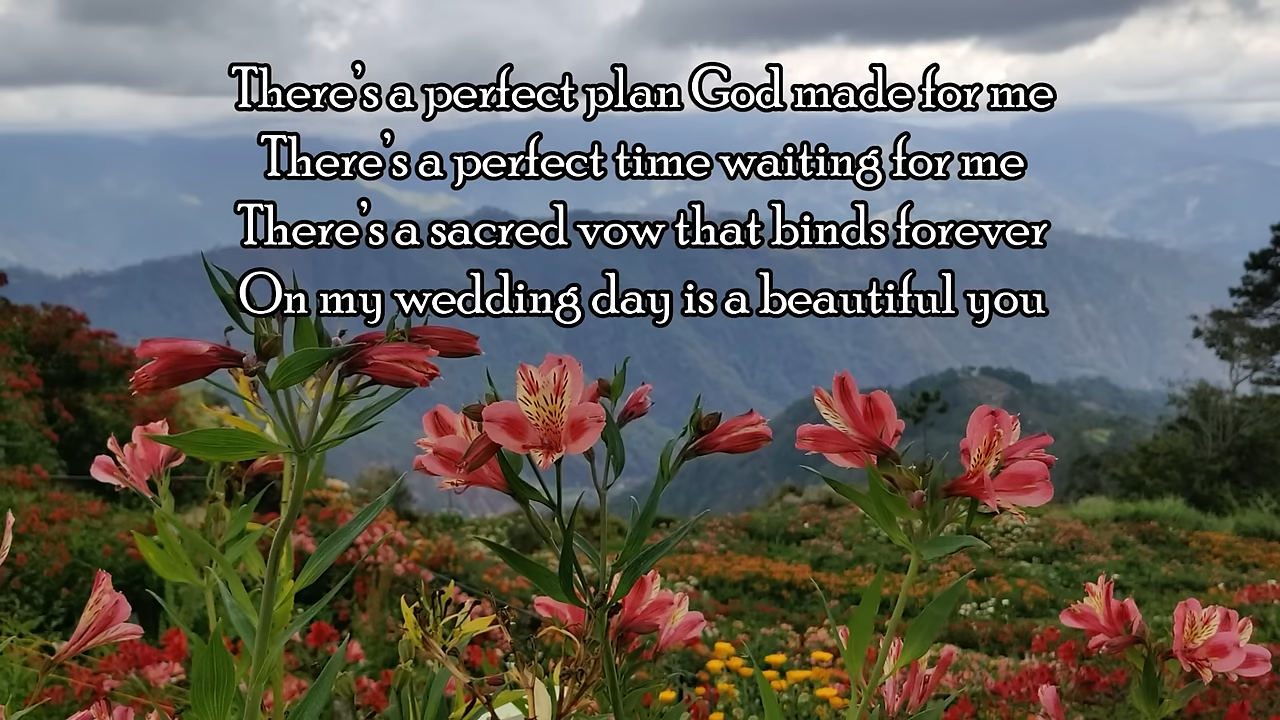 There's a perfect plan God made for me
There's a perfect time waiting for me
There's a sacred vow that binds forever
On my wedding day is a beautiful you